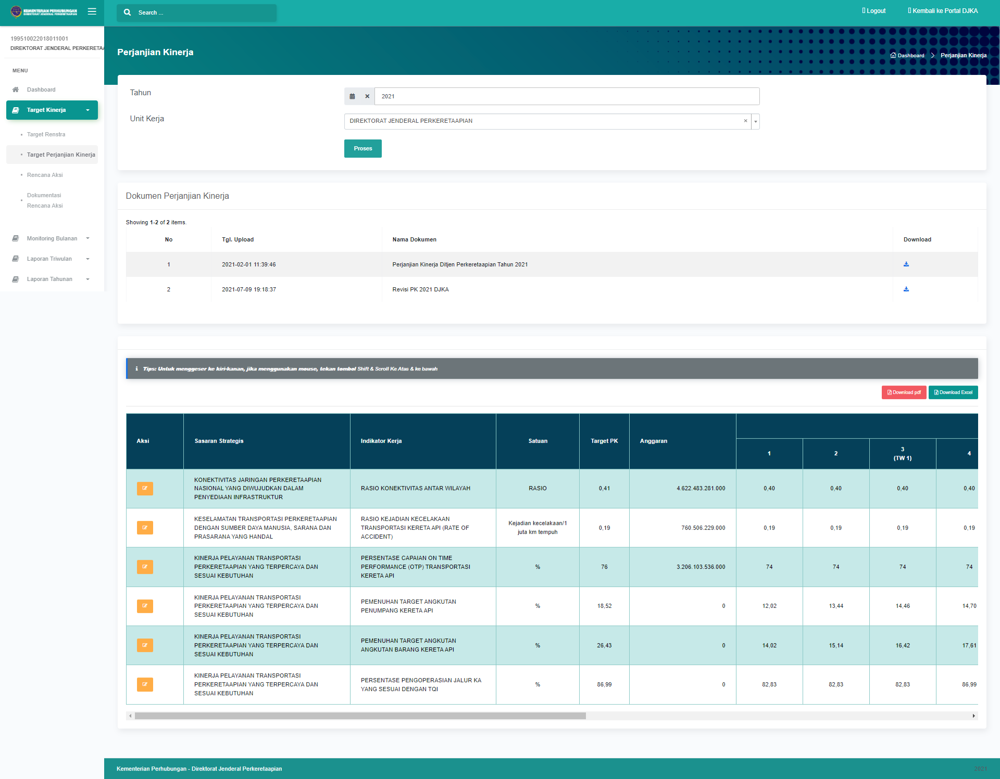 KEMENTERIAN PERHUBUNGAN
DIREKTORAT JENDERAL PERKERETAAPIAN
Search ...
Logout
Kembali ke Portal DJKA
199510022018011001
DIREKTORAT JENDERAL PERKERETA
MENU
Dashboard
Target Kinerja
Target Renstra
Target Perjanjian Kinerja
Rencana Aksi
Dokumentasi
Rencana Aksi
Monitoring Bulanan
Laporan Triwulan
Laporan Tahunan
Perjanjian Kinerja
Dashboard > Perjanjian Kinerja
Tahun
2021
Unit Kerja
DIREKTORAT JENDERAL PERKERETAAPIAN ×
Proses
Dokumen Perjanjian Kinerja
Showing 1-2 of 2 items.
No Tgl. Upload Nama Dokumen Download
1 2021-02-01 11:39:46 Perjanjian Kinerja Ditjen Perkeretaapian Tahun 2021
2 2021-07-09 19:18:37 Revisi PK 2021 DJKA
Tips: Untuk menggeser ke kiri-kanan, jika menggunakan mouse, tekan tombol Shift & Scroll Ke Atas & ke bawah
Download pdf
Download Excel
Aksi Sasaran Strategis Indikator Kerja Satuan Target PK Anggaran
1 2 3 4
(TW 1)
KONEKTIVITAS JARINGAN PERKERETAAPIAN
NASIONAL YANG DIWUJUDKAN DALAM
PENYEDIAAN INFRASTRUKTUR
RASIO KONEKTIVITAS ANTAR WILAYAH
RASIO
0,41
4.622.483.281.000
0,40 0,40 0,40 0,40
KESELAMATAN TRANSPORTASI PERKERETAAPIAN
DENGAN SUMBER DAYA MANUSIA, SARANA DAN
PRASARANA YANG HANDAL
RASIO KEJADIAN KECELAKAAN
TRANSPORTASI KERETA API (RATE OF
ACCIDENT)
Kejadian kecelakaan/1
juta km tempuh
0,19
760.506.229.000
0,19 0,19 0,19 0,19
KINERJA PELAYANAN TRANSPORTASI
PERKERETAAPIAN YANG TERPERCAYA DAN
SESUAI KEBUTUHAN
PERSENTASE CAPAIAN ON TIME
PERFORMANCE (OTP) TRANSPORTASI
KERETA API
%
76
3.206.103.536.000
74 74 74 74
KINERJA PELAYANAN TRANSPORTASI
PERKERETAAPIAN YANG TERPERCAYA DAN
SESUAI KEBUTUHAN
PEMENUHAN TARGET ANGKUTAN
PENUMPANG KERETA API
%
18,52
0
12,02 13,44 14,46 14,70
KINERJA PELAYANAN TRANSPORTASI
PERKERETAAPIAN YANG TERPERCAYA DAN
SESUAI KEBUTUHAN
PEMENUHAN TARGET ANGKUTAN
ANGKUTAN BARANG KERETA API
%
26,43
0
14,02 15,14 16,42 17,61
KINERJA PELAYANAN TRANSPORTASI
PERKERETAAPIAN YANG TERPERCAYA DAN
SESUAI KEBUTUHAN
PERSENTASE PENGOPERASIAN JALUR KA
YANG SESUAI DENGAN TQI
%
86,99
0
82,83 82,83 82,83 86,99
Kementerian Perhubungan - Direktorat Jenderal Perkeretaapian
2021